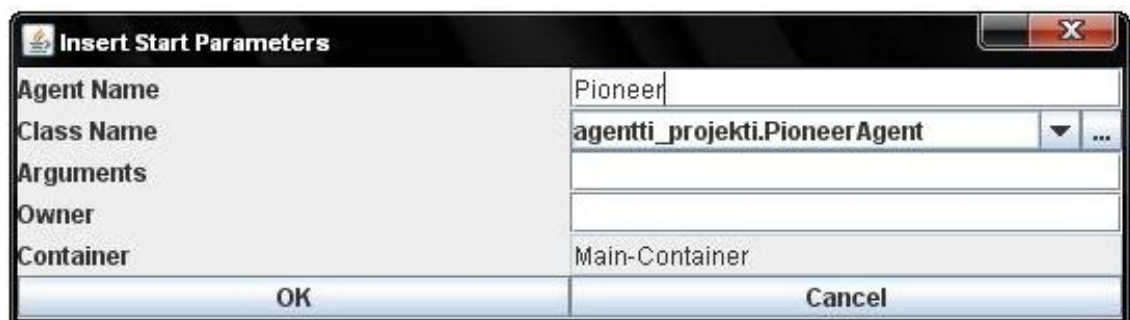 Insert Start Parameters
Agent Name Pioneer
Class Name agentti_projekti.PioneerAgent ...
Arguments
Owner
Container Main-Container
OK Cancel